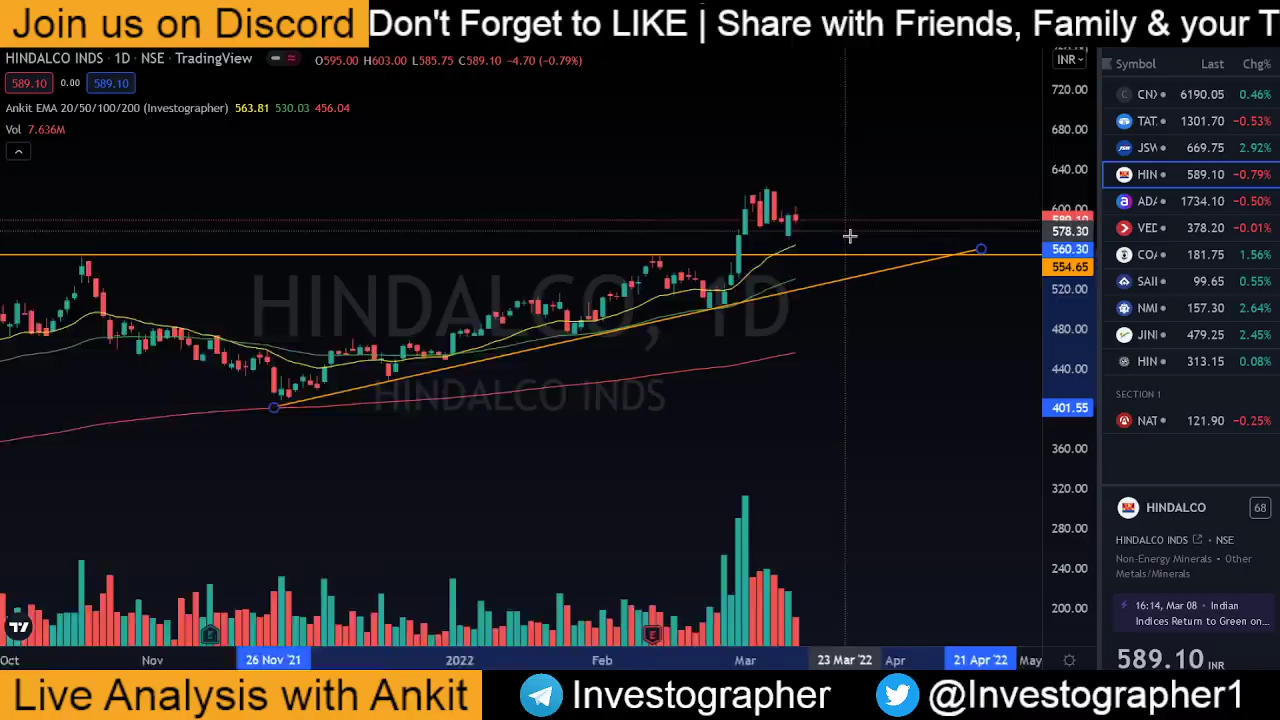 Join us on Discord
Don't Forget to LIKE | Share with Friends, Family & your T
HINDALCO INDS · 1D · NSE · TradingView
O595.00 H603.00 L585.75 C589.10 −4.70 (−0.79%)
589.10 0.00 589.10
Ankit EMA 20/50/100/200 (Investographer) 563.81 530.03 456.04
Vol 7.636M
INR
720.00
680.00
640.00
600.00
589.10
578.30
560.30
554.65
520.00
480.00
440.00
401.55
360.00
320.00
280.00
240.00
200.00
HINDALCO, 1D
HINDALCO INDS
E
E
Oct Nov 26 Nov '21 2022 Feb Mar 23 Mar '22 Apr 21 Apr '22 May
Symbol Last Chg%
CNX 6190.05 0.46%
TAT. 1301.70 −0.53%
JSW 669.75 2.92%
HIN 589.10 −0.79%
ADA 1734.10 −0.50%
VED 378.20 −0.01%
COA 181.75 1.56%
SAIL 99.65 0.55%
NMI 157.30 2.64%
JINI 479.25 2.45%
HIN 313.15 0.08%
SECTION 1
NAT 121.90 −0.25%
HINDALCO 68
HINDALCO INDS · NSE
Non-Energy Minerals · Other
Metals/Minerals
16:14, Mar 08 · Indian
Indices Return to Green on...
589.10 INR
Live Analysis with Ankit
Investographer
@Investographer1